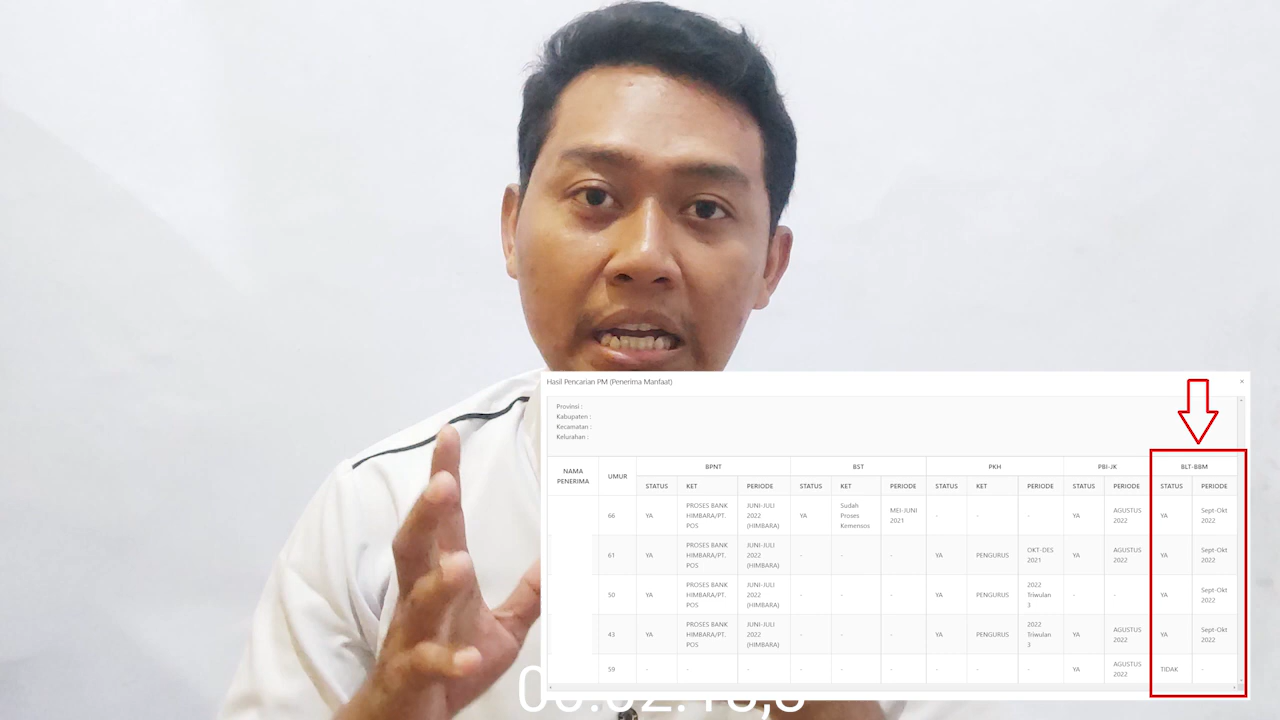 Hasil Pencarian PM (Penerima Manfaat)
×
Provinsi :
Kabupaten :
Kecamatan :
Kelurahan :
NAMA PENERIMA UMUR BPNT BST PKH PBI-JK BLT-BBM
STATUS KET PERIODE STATUS KET PERIODE STATUS KET PERIODE STATUS PERIODE STATUS PERIODE
66 YA PROSES BANK HIMBARA/PT. POS JUNI-JULI 2022 (HIMBARA) YA Sudah Proses Kemensos MEI-JUNI 2021 - - - YA AGUSTUS 2022 YA Sept-Okt 2022
61 YA PROSES BANK HIMBARA/PT. POS JUNI-JULI 2022 (HIMBARA) - - - YA PENGURUS OKT-DES 2021 YA AGUSTUS 2022 YA Sept-Okt 2022
50 YA PROSES BANK HIMBARA/PT. POS JUNI-JULI 2022 (HIMBARA) - - - YA PENGURUS 2022 Triwulan 3 - - YA Sept-Okt 2022
43 YA PROSES BANK HIMBARA/PT. POS JUNI-JULI 2022 (HIMBARA) - - - YA PENGURUS 2022 Triwulan 3 YA AGUSTUS 2022 YA Sept-Okt 2022
59 - - - - - - - - - YA AGUSTUS 2022 TIDAK -